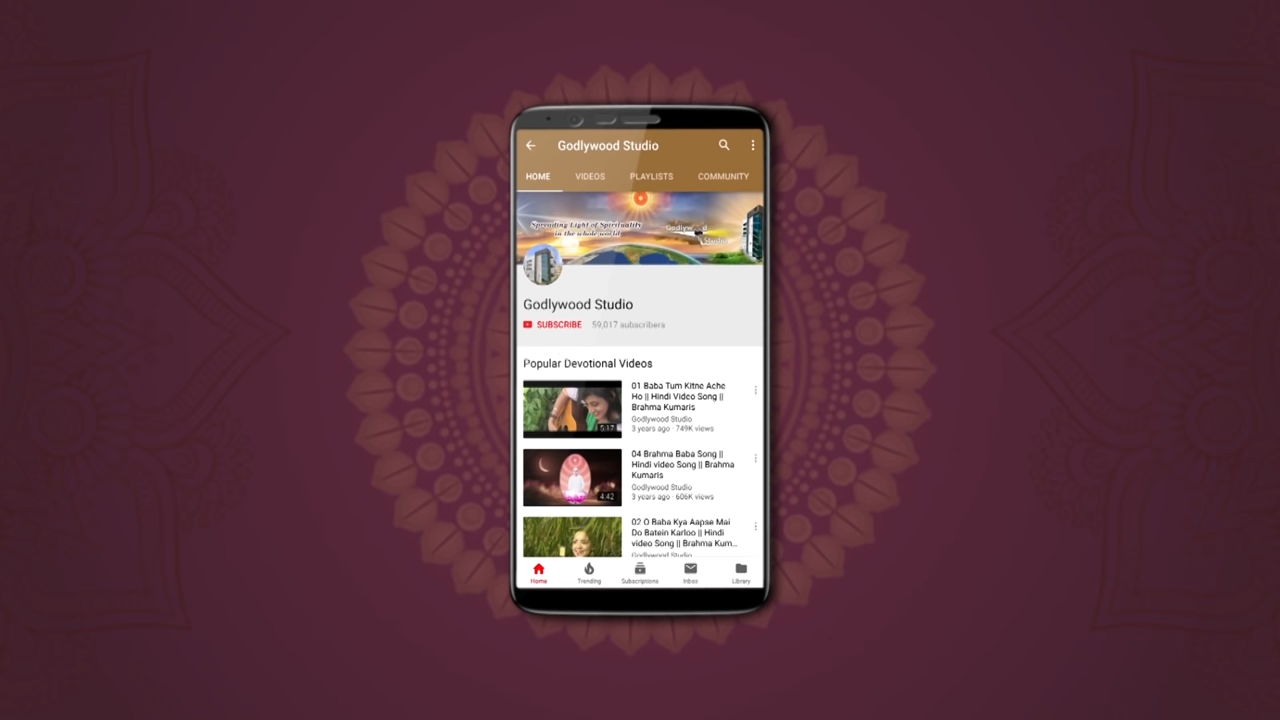 Godlywood Studio
HOME VIDEOS PLAYLISTS COMMUNITY
Spreading Light of Spirituality
in the whole world
Godlyw d
Studio
Godlywood Studio
SUBSCRIBE 59,017 subscribers
Popular Devotional Videos
01 Baba Tum Kitne Ache
Ho || Hindi Video Song ||
Brahma Kumaris
Godlywood Studio
3 years ago · 749K views
5:17
04 Brahma Baba Song ||
Hindi video Song || Brahma
Kumaris
Godlywood Studio
3 years ago · 606K views
4:42
02 O Baba Kya Aapse Mai
Do Batein Karloo || Hindi
video Song || Brahma Kum...
Godlywood Studio
Home Trending Subscriptions Inbox Library